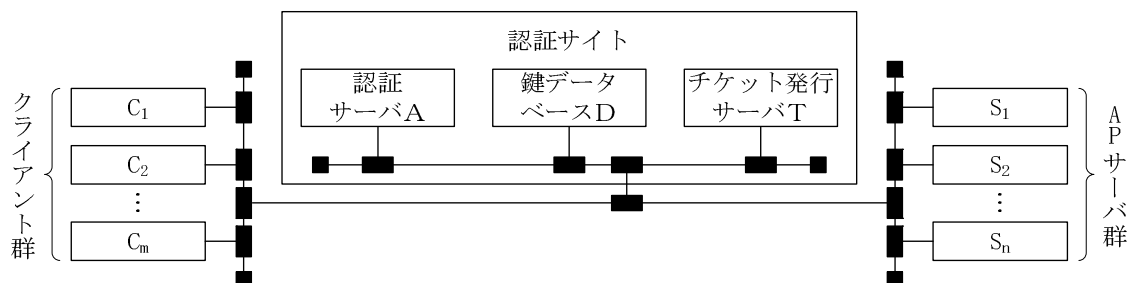 認証サイト
認証
サーバA
鍵データ
ベースD
チケット発行
サーバT
クライアント群
C1
C2
⋮
Cm
S1
S2
⋮
Sn
APサーバ群